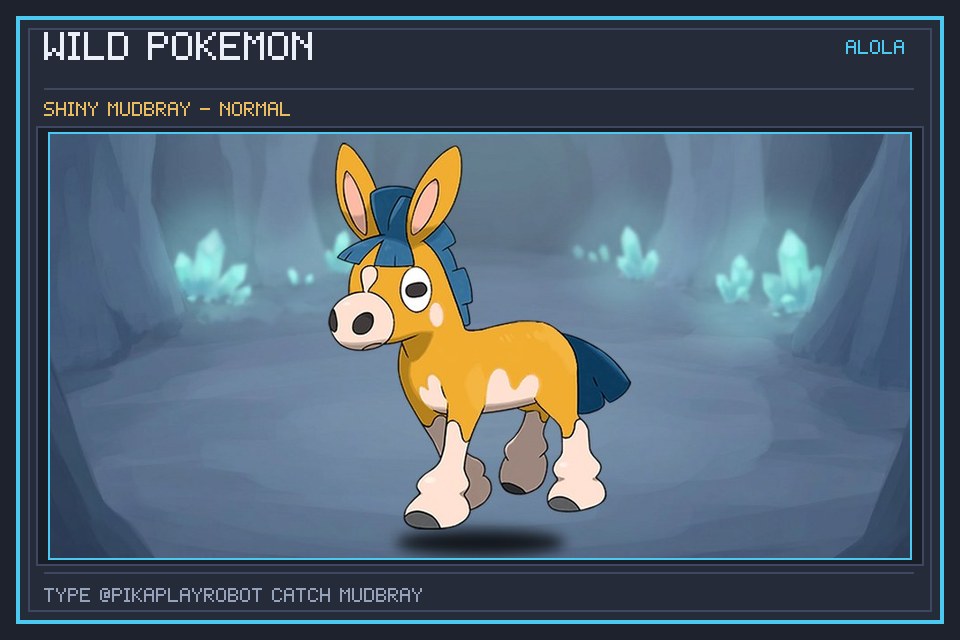 WILD POKEMON
ALOLA
SHINY MUDBRAY - NORMAL
TYPE @PIKAPLAYROBOT CATCH MUDBRAY